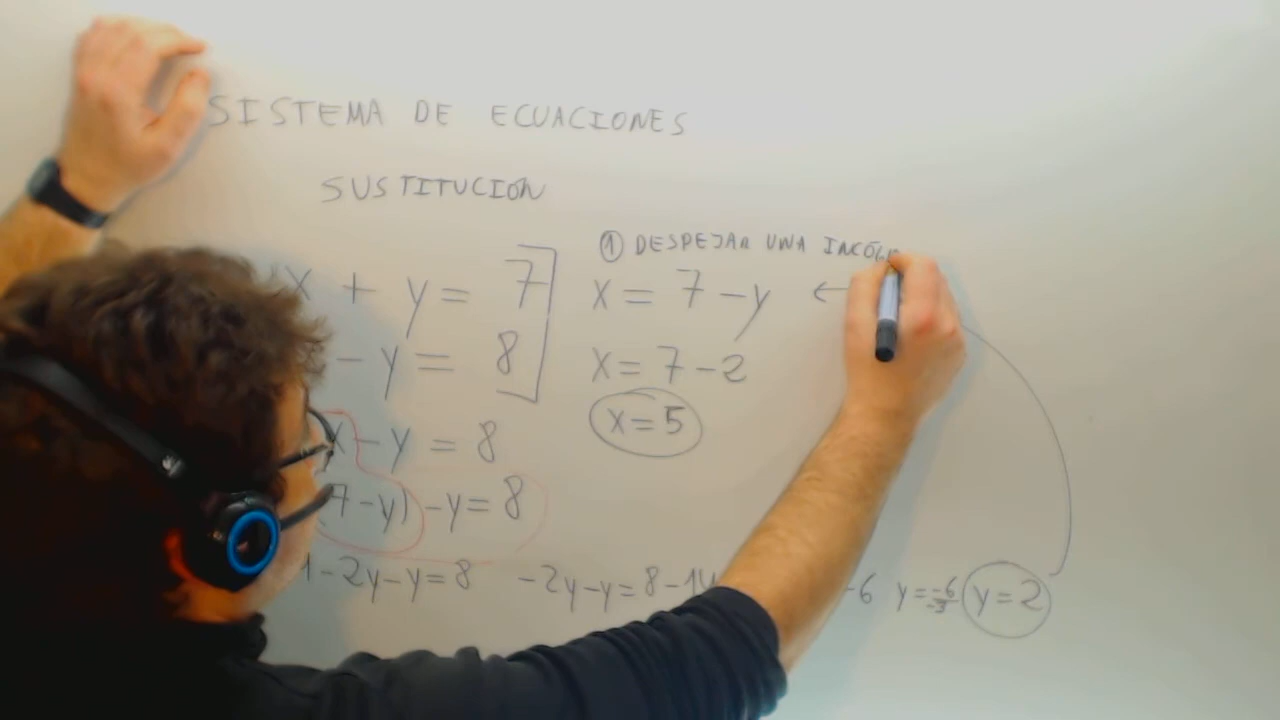 SISTEMA DE ECUACIONES
SUSTITUCION
① DESPEJAR UNA
x + y = 7
x = 7 - y ←
- y = 8
x = 7 - 2
x = 5
x - y = 8
7 - y) - y = 8
- 2y - y = 8
-2y - y = 8 - 14
-6 y = -6/-3 y = 2